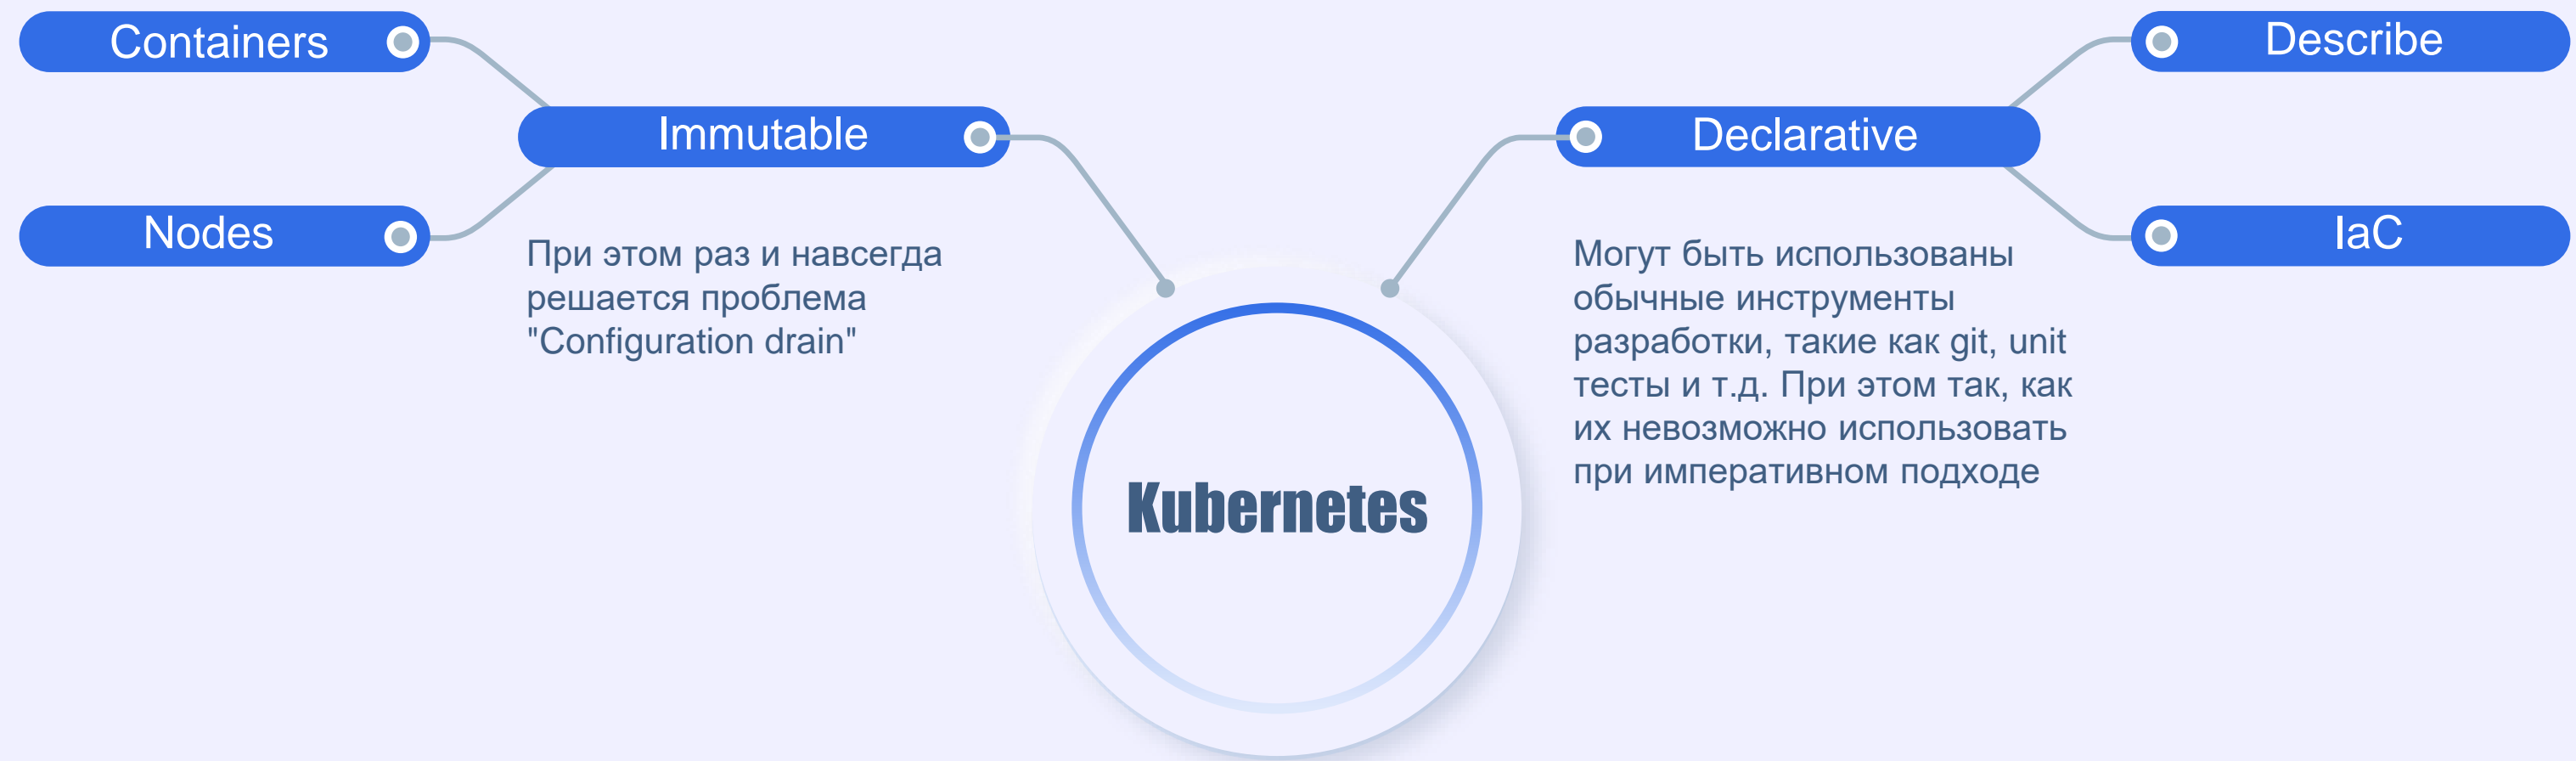 Containers
Immutable
Nodes
При этом раз и навсегда
решается проблема
"Configuration drain"
Kubernetes
Describe
Declarative
IaC
Могут быть использованы
обычные инструменты
разработки, такие как git, unit
тесты и т.д. При этом так, как
их невозможно использовать
при императивном подходе